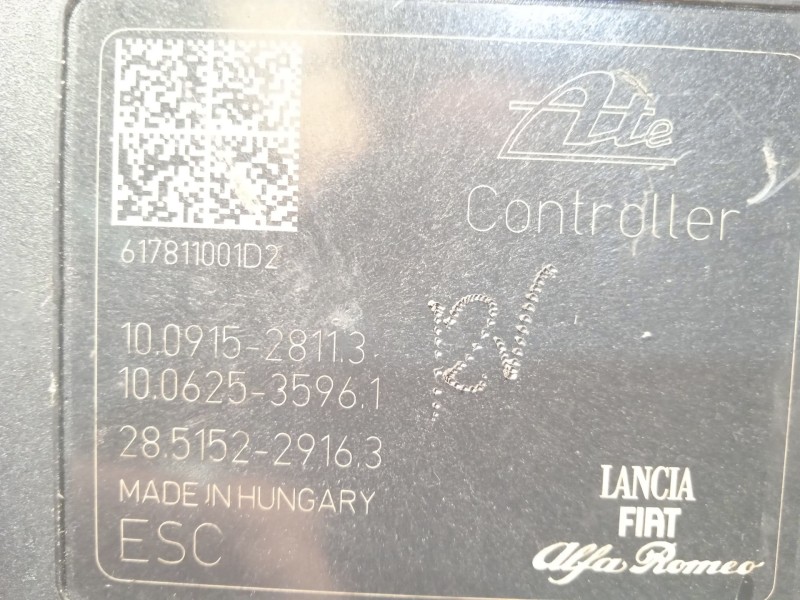 Ate
Controller
617811001D2
10.0915-2811.3
10.0625-3596.1
28.5152-2916.3
MADE IN HUNGARY
ESC
LANCIA
FIAT
Alfa Romeo